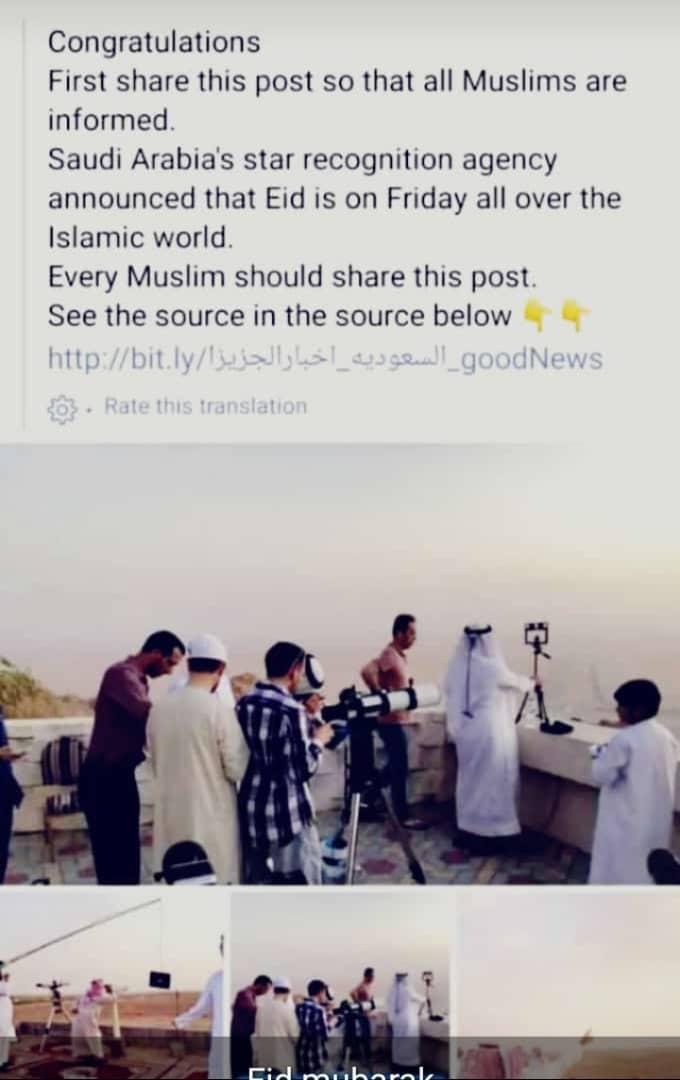 Congratulations
First share this post so that all Muslims are
informed.
Saudi Arabia's star recognition agency
announced that Eid is on Friday all over the
Islamic world.
Every Muslim should share this post.
See the source in the source below 👇👇
http://bit.ly/السعوديه_اخبارالجزيزا_goodNews
Rate this translation
Eid mubarak